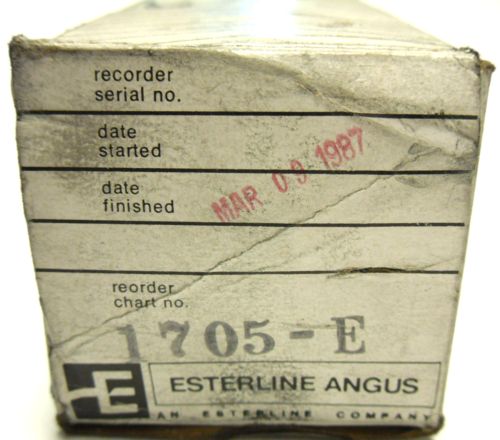 recorder
serial no.
date
started
MAR 09 1987
date
finished
reorder
chart no.
1705-E
E
ESTERLINE ANGUS
AN ESTERLINE COMPANY